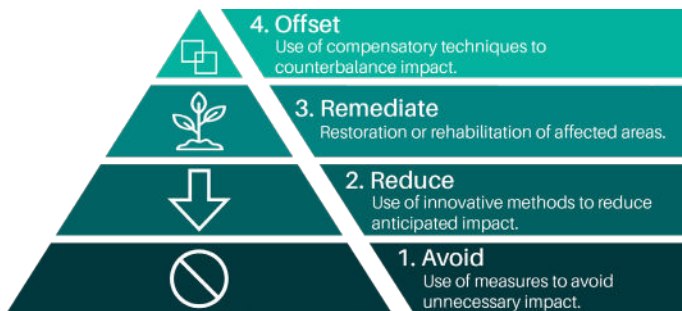 4. Offset
Use of compensatory techniques to
counterbalance impact.
3. Remediate
Restoration or rehabilitation of affected areas.
2. Reduce
Use of innovative methods to reduce
anticipated impact.
1. Avoid
Use of measures to avoid
unnecessary impact.